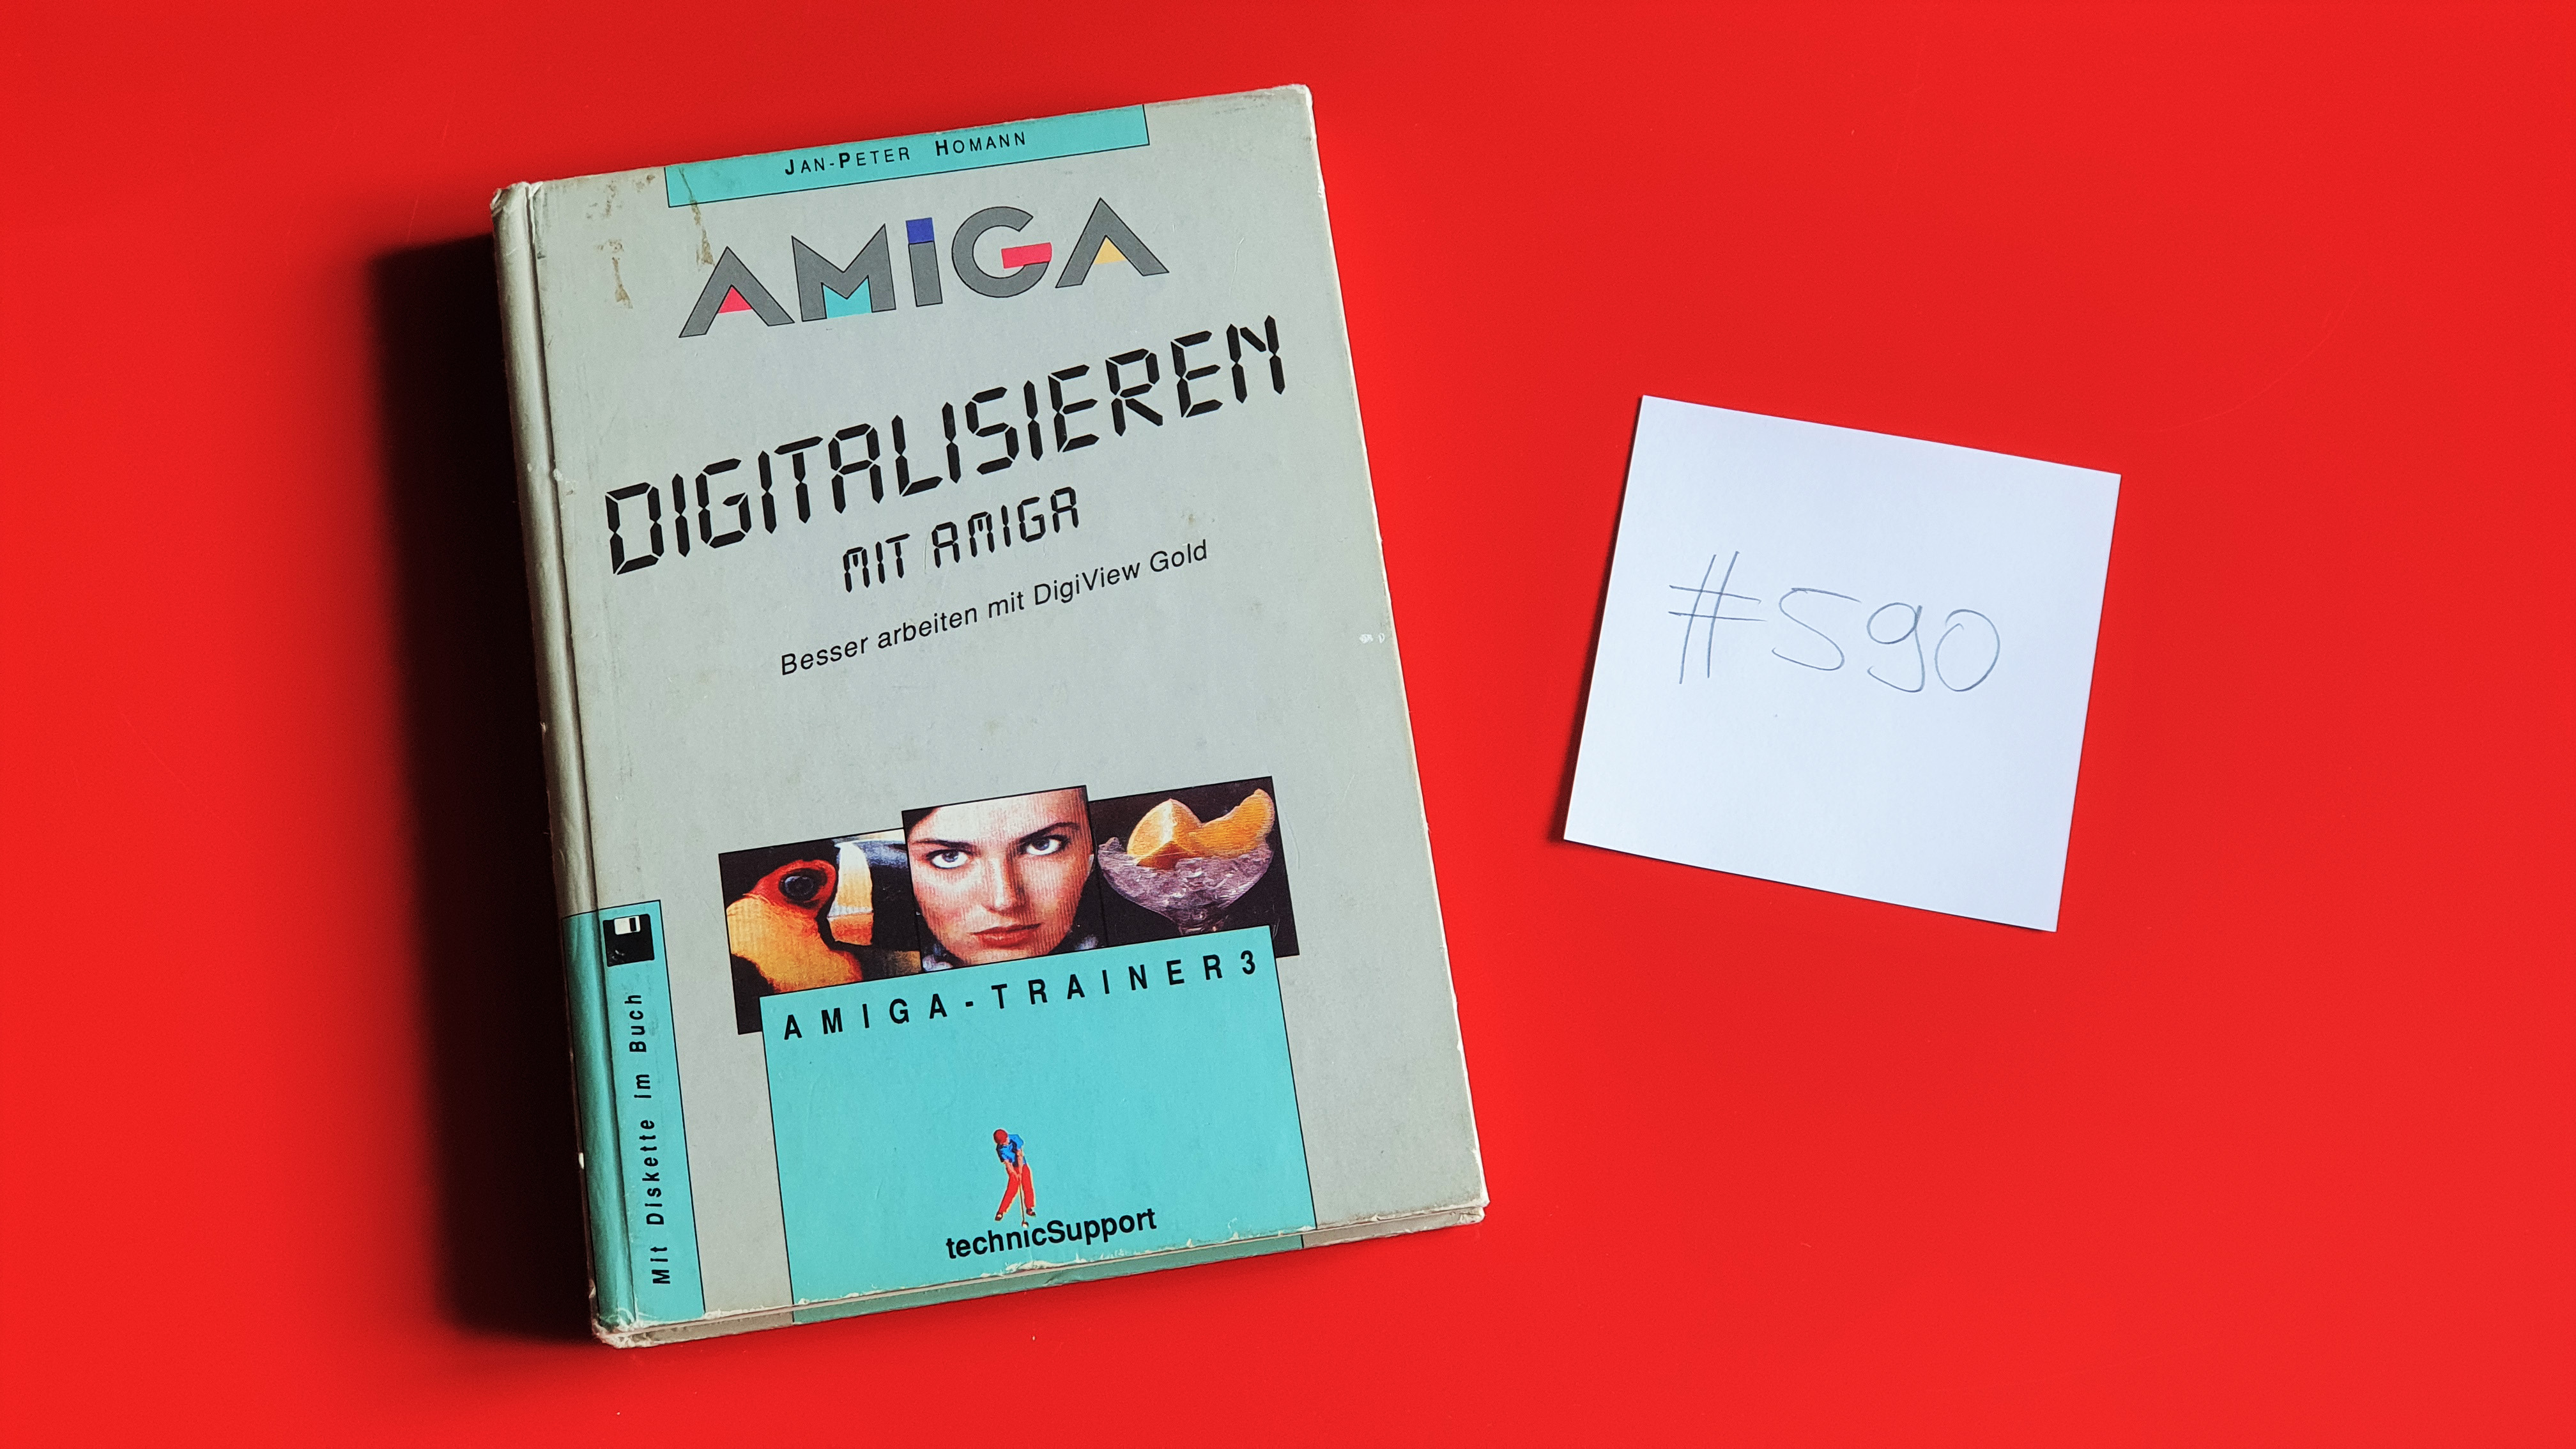 JAN-PETER HOMANN
AMIGA
DIGITALISIEREN
MIT AMIGA
Besser arbeiten mit DigiView Gold
AMIGA-TRAINER 3
technicSupport
Mit Diskette im Buch
#590